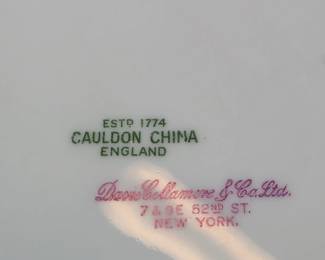 ESTD 1774
CAULDON CHINA
ENGLAND
Davis Collamore & Co. Ltd.
7 & 9 E 52ND ST.
NEW YORK.